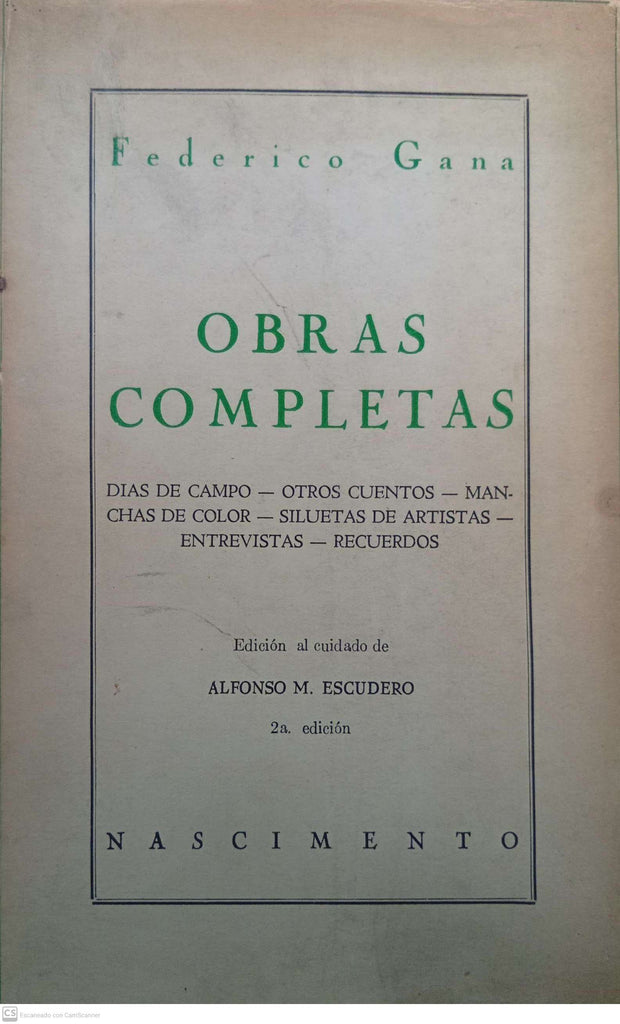 Federico Gana
OBRAS
COMPLETAS
DIAS DE CAMPO — OTROS CUENTOS — MAN-
CHAS DE COLOR — SILUETAS DE ARTISTAS —
ENTREVISTAS — RECUERDOS
Edición al cuidado de
ALFONSO M. ESCUDERO
2a. edición
NASCIMENTO
CS Escaneado con CamScanner